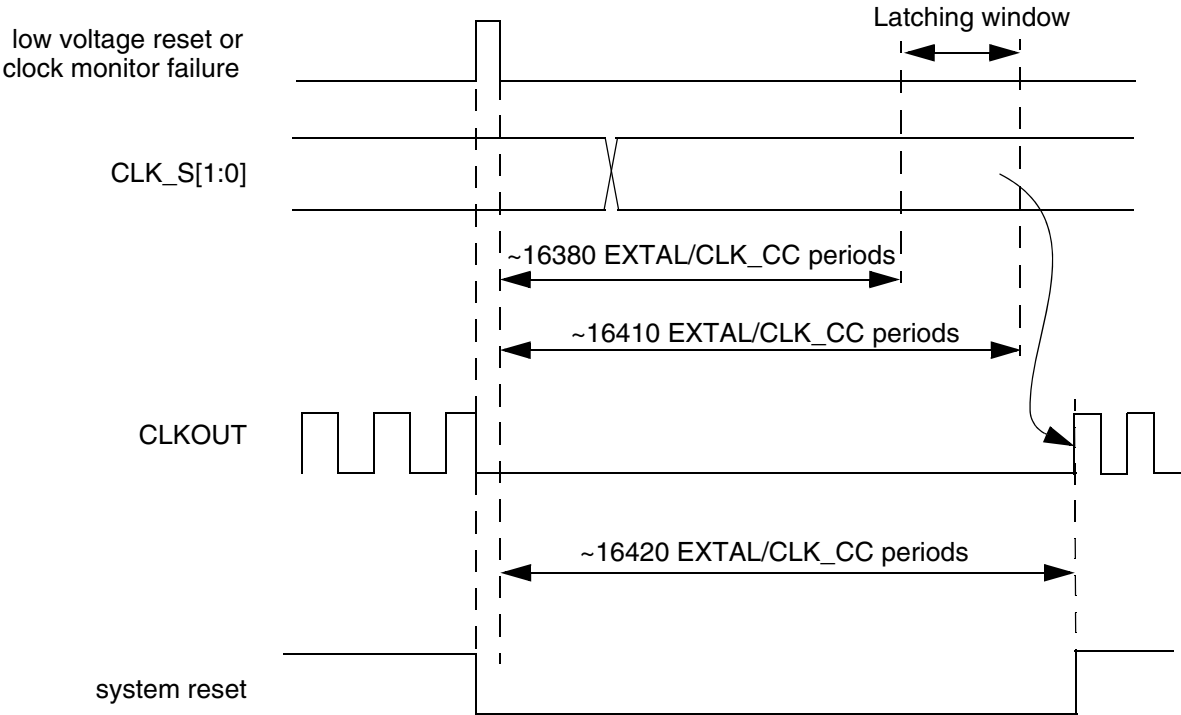 Latching window
low voltage reset or
clock monitor failure
CLK_S[1:0]
~16380 EXTAL/CLK_CC periods
~16410 EXTAL/CLK_CC periods
CLKOUT
~16420 EXTAL/CLK_CC periods
system reset